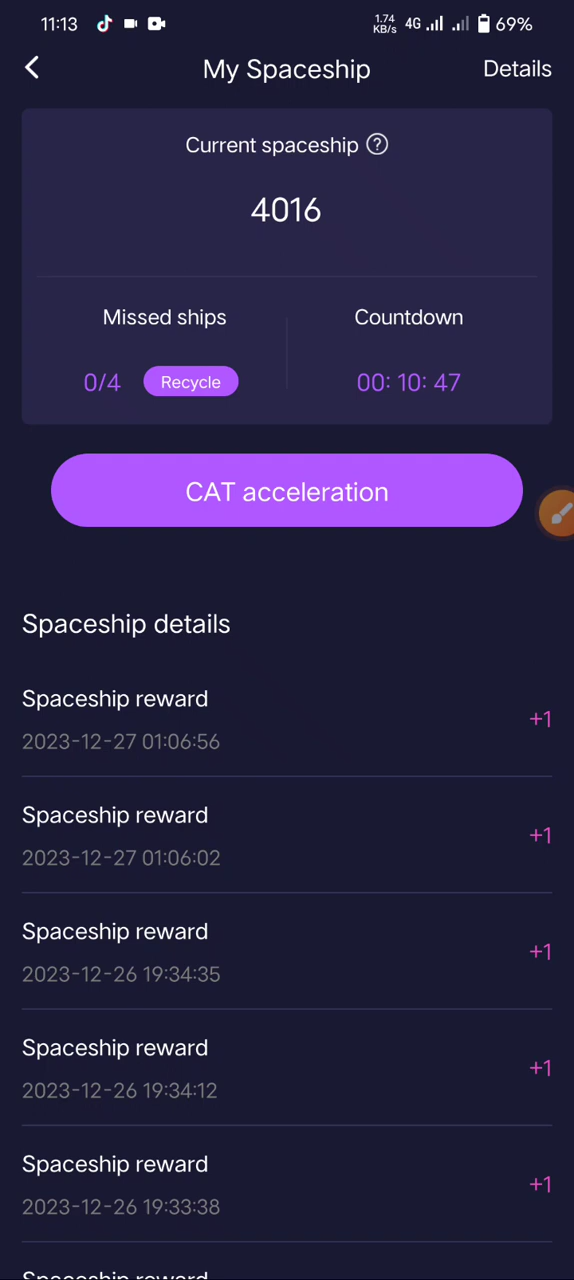 11:13
1.74 KB/s 4G 69%
My Spaceship
Details
Current spaceship ?
4016
Missed ships
Countdown
0/4 Recycle
00: 10: 47
CAT acceleration
Spaceship details
Spaceship reward
+1
2023-12-27 01:06:56
Spaceship reward
+1
2023-12-27 01:06:02
Spaceship reward
+1
2023-12-26 19:34:35
Spaceship reward
+1
2023-12-26 19:34:12
Spaceship reward
+1
2023-12-26 19:33:38
Spaceship reward